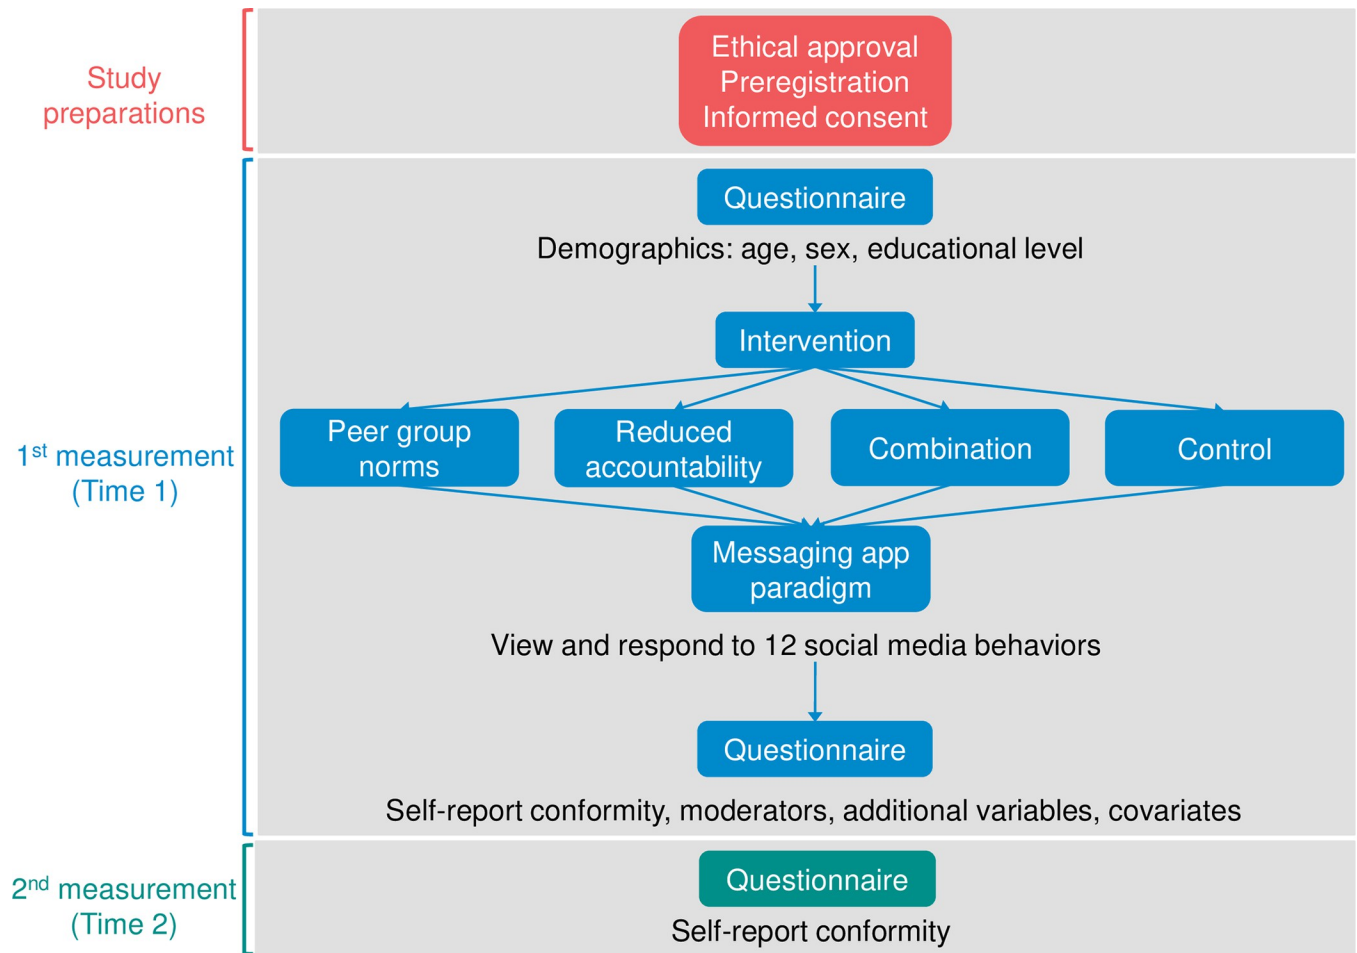 Study
preparations
Ethical approval
Preregistration
Informed consent
1st measurement
(Time 1)
Questionnaire
Demographics: age, sex, educational level
Intervention
Peer group
norms
Reduced
accountability
Combination
Control
Messaging app
paradigm
View and respond to 12 social media behaviors
Questionnaire
Self-report conformity, moderators, additional variables, covariates
2nd measurement
(Time 2)
Questionnaire
Self-report conformity